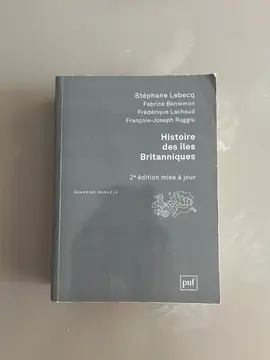 Stéphane Lebecq
Fabrice Bensimon
Frédérique Lachaud
François-Joseph Ruggiu
Histoire
des îles
Britanniques
2e édition mise à jour
QUADRIGE MANUELS
puf